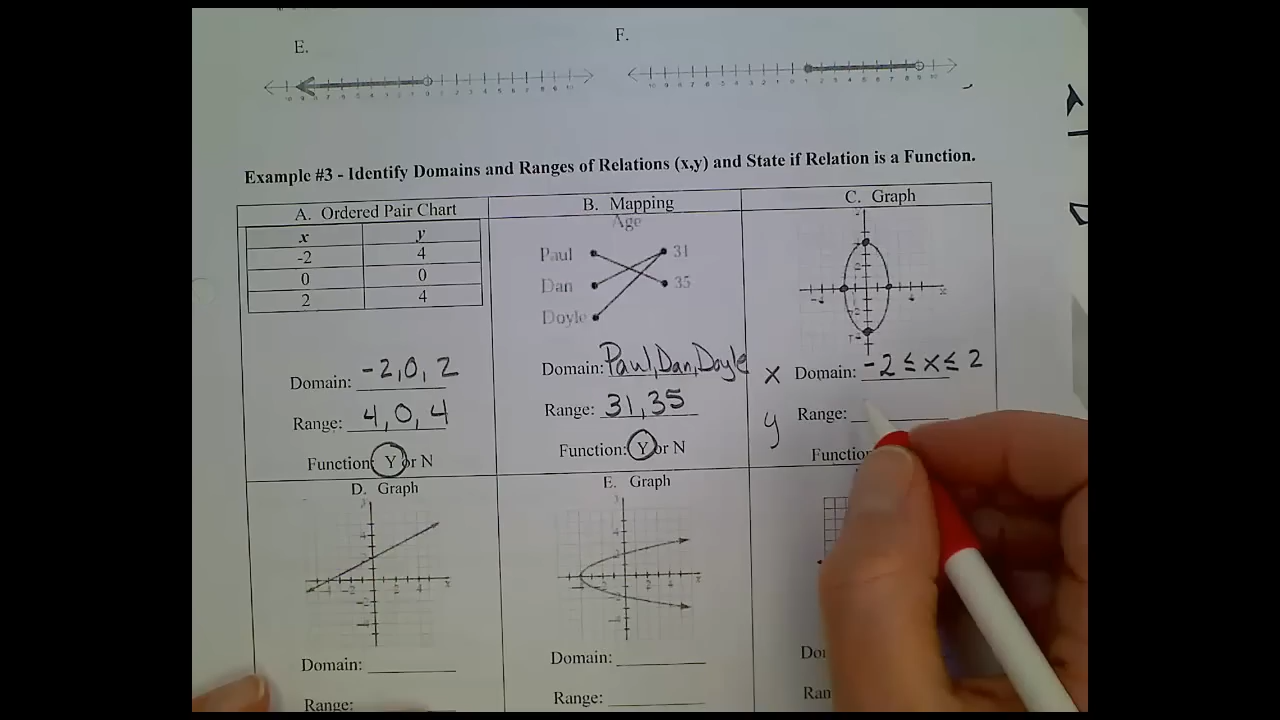 E.
F.
Example #3 - Identify Domains and Ranges of Relations (x,y) and State if Relation is a Function.
A. Ordered Pair Chart
x y
-2 4
0 0
2 4
Domain: -2,0,2
Range: 4,0,4
Function: Y or N
B. Mapping
Age
Paul 31
Dan 35
Doyle
Domain: Paul, Dan, Doyle
Range: 31,35
Function: Y or N
C. Graph
x Domain: -2 ≤ x ≤ 2
y Range:
D. Graph
Domain:
Range:
E. Graph
Domain:
Range: